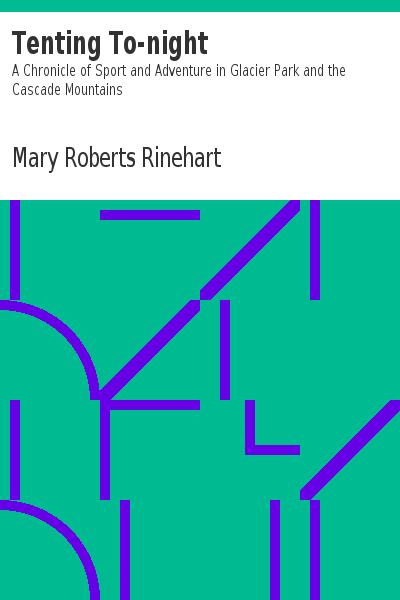 Tenting To-night
A Chronicle of Sport and Adventure in Glacier Park and the
Cascade Mountains
Mary Roberts Rinehart